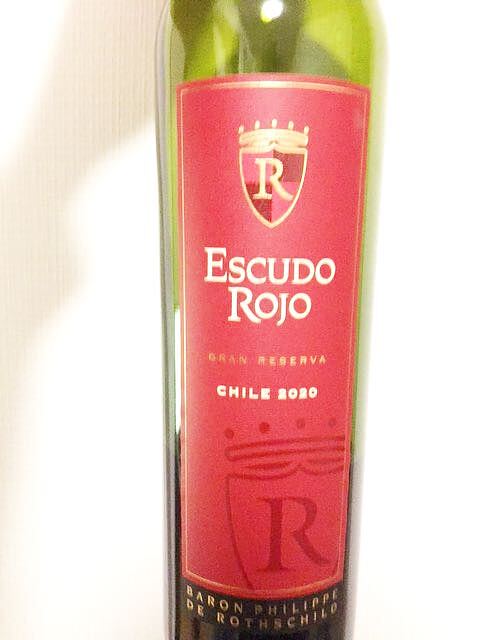 R
ESCUDO
ROJO
GRAN RESERVA
CHILE 2020
R
BARON PHILIPPE
DE ROTHSCHILD